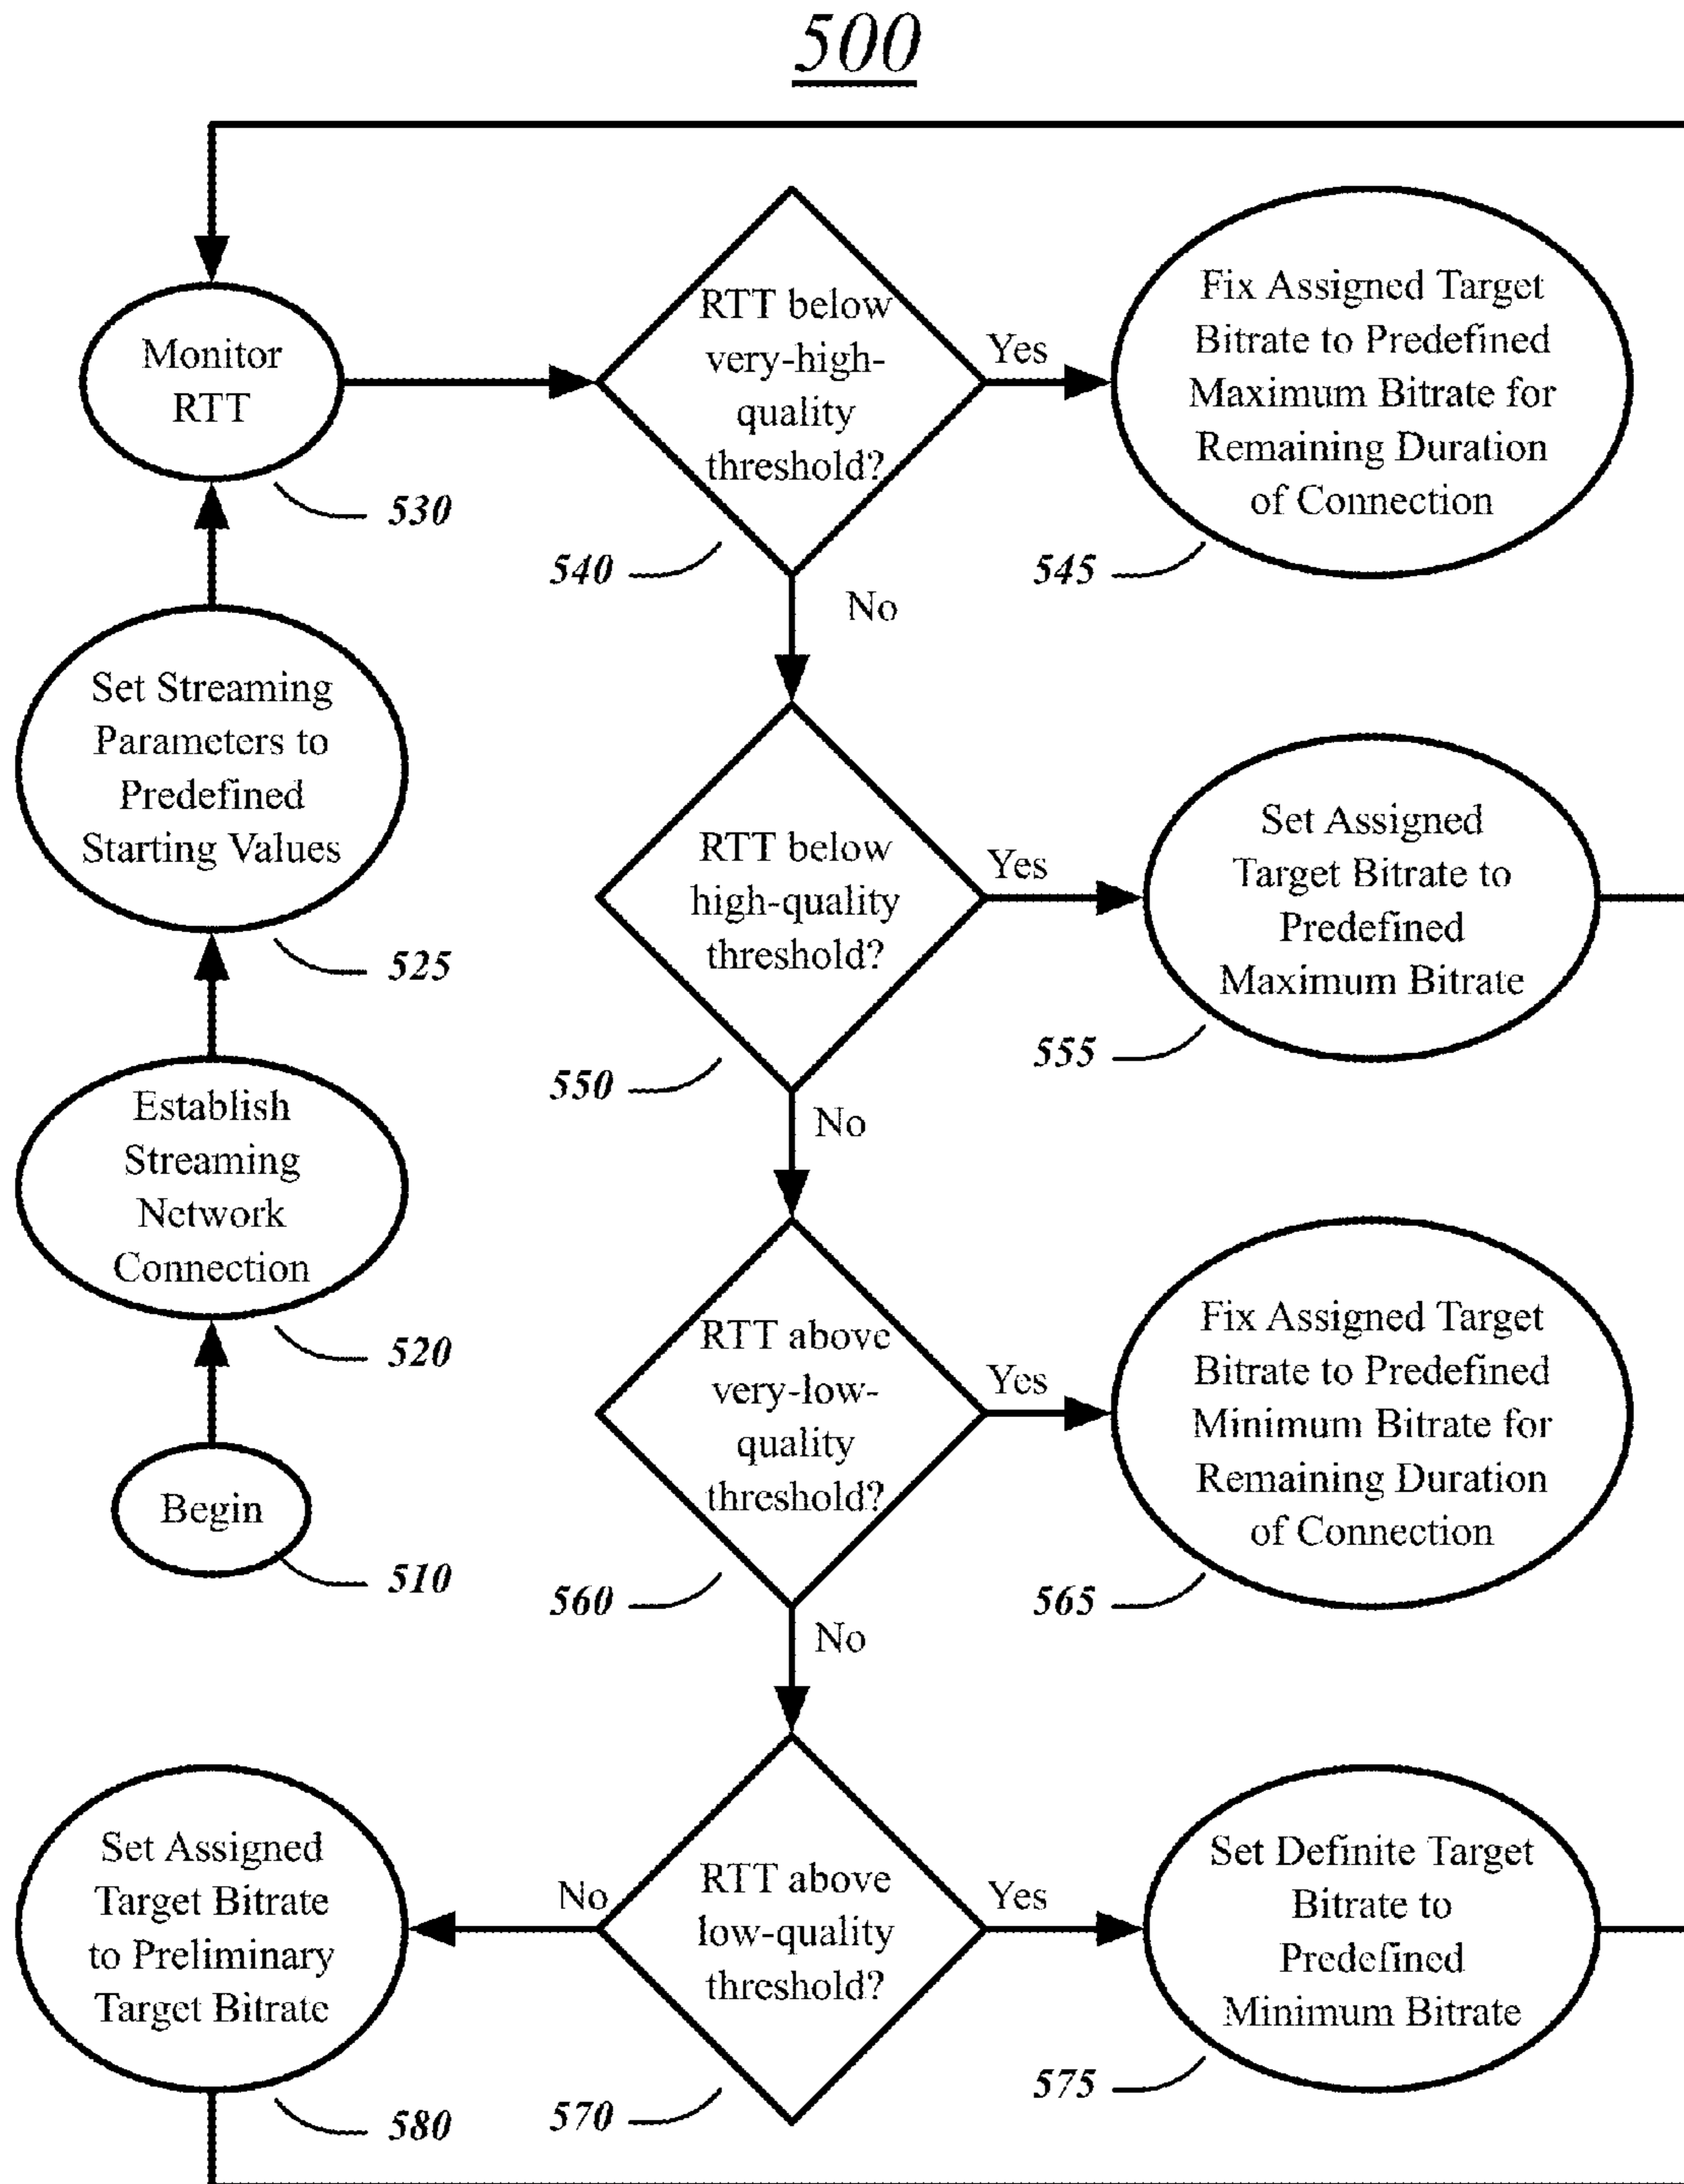 500
Monitor
RTT
530
RTT below
very-high-
quality
threshold?
540
Yes
Fix Assigned Target
Bitrate to Predefined
Maximum Bitrate for
Remaining Duration
of Connection
545
No
Set Streaming
Parameters to
Predefined
Starting Values
525
RTT below
high-quality
threshold?
550
Yes
Set Assigned
Target Bitrate to
Predefined
Maximum Bitrate
555
No
Establish
Streaming
Network
Connection
520
RTT above
very-low-
quality
threshold?
560
Yes
Fix Assigned Target
Bitrate to Predefined
Minimum Bitrate for
Remaining Duration
of Connection
565
Begin
510
No
Set Assigned
Target Bitrate
to Preliminary
Target Bitrate
580
No
RTT above
low-quality
threshold?
570
Yes
Set Definite Target
Bitrate to
Predefined
Minimum Bitrate
575